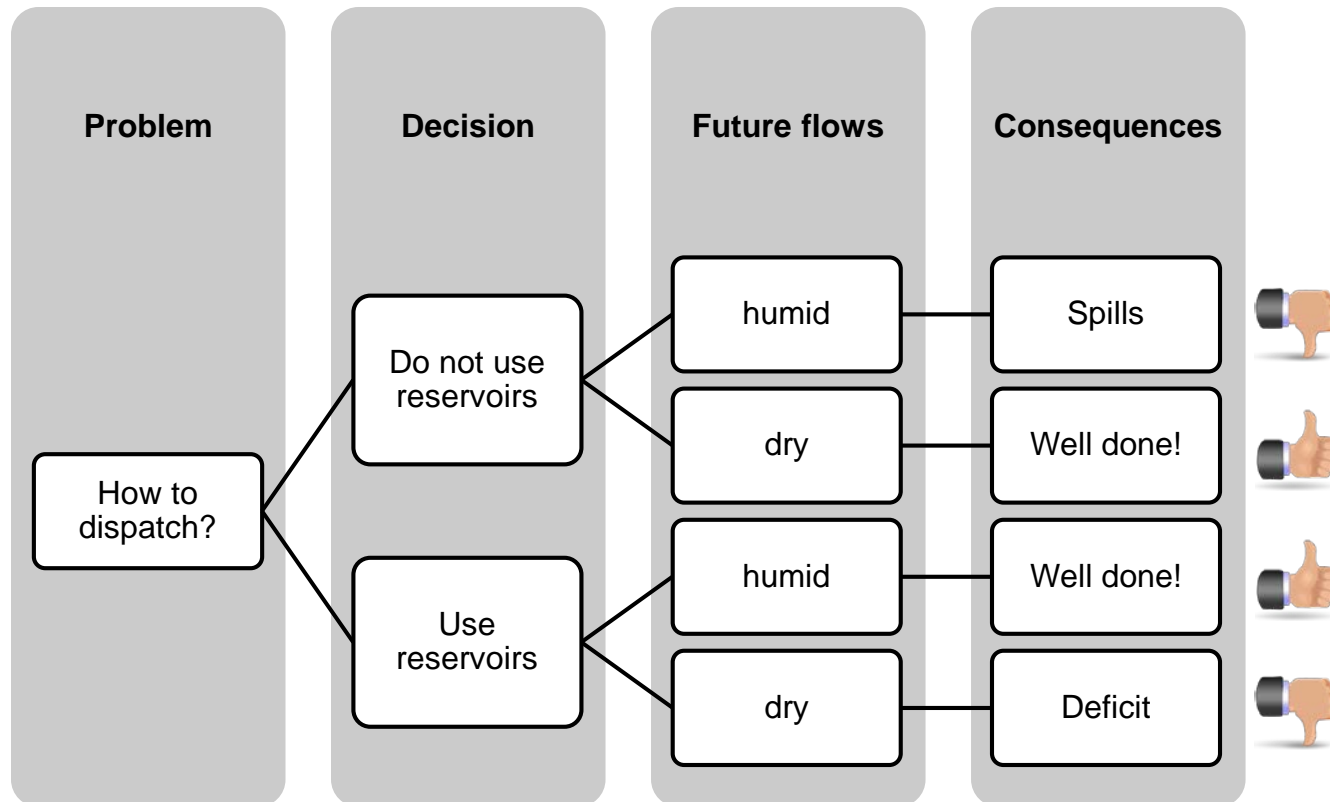 Problem
Decision
Future flows
Consequences
How to
dispatch?
Do not use
reservoirs
Use
reservoirs
humid
dry
humid
dry
Spills
Well done!
Well done!
Deficit